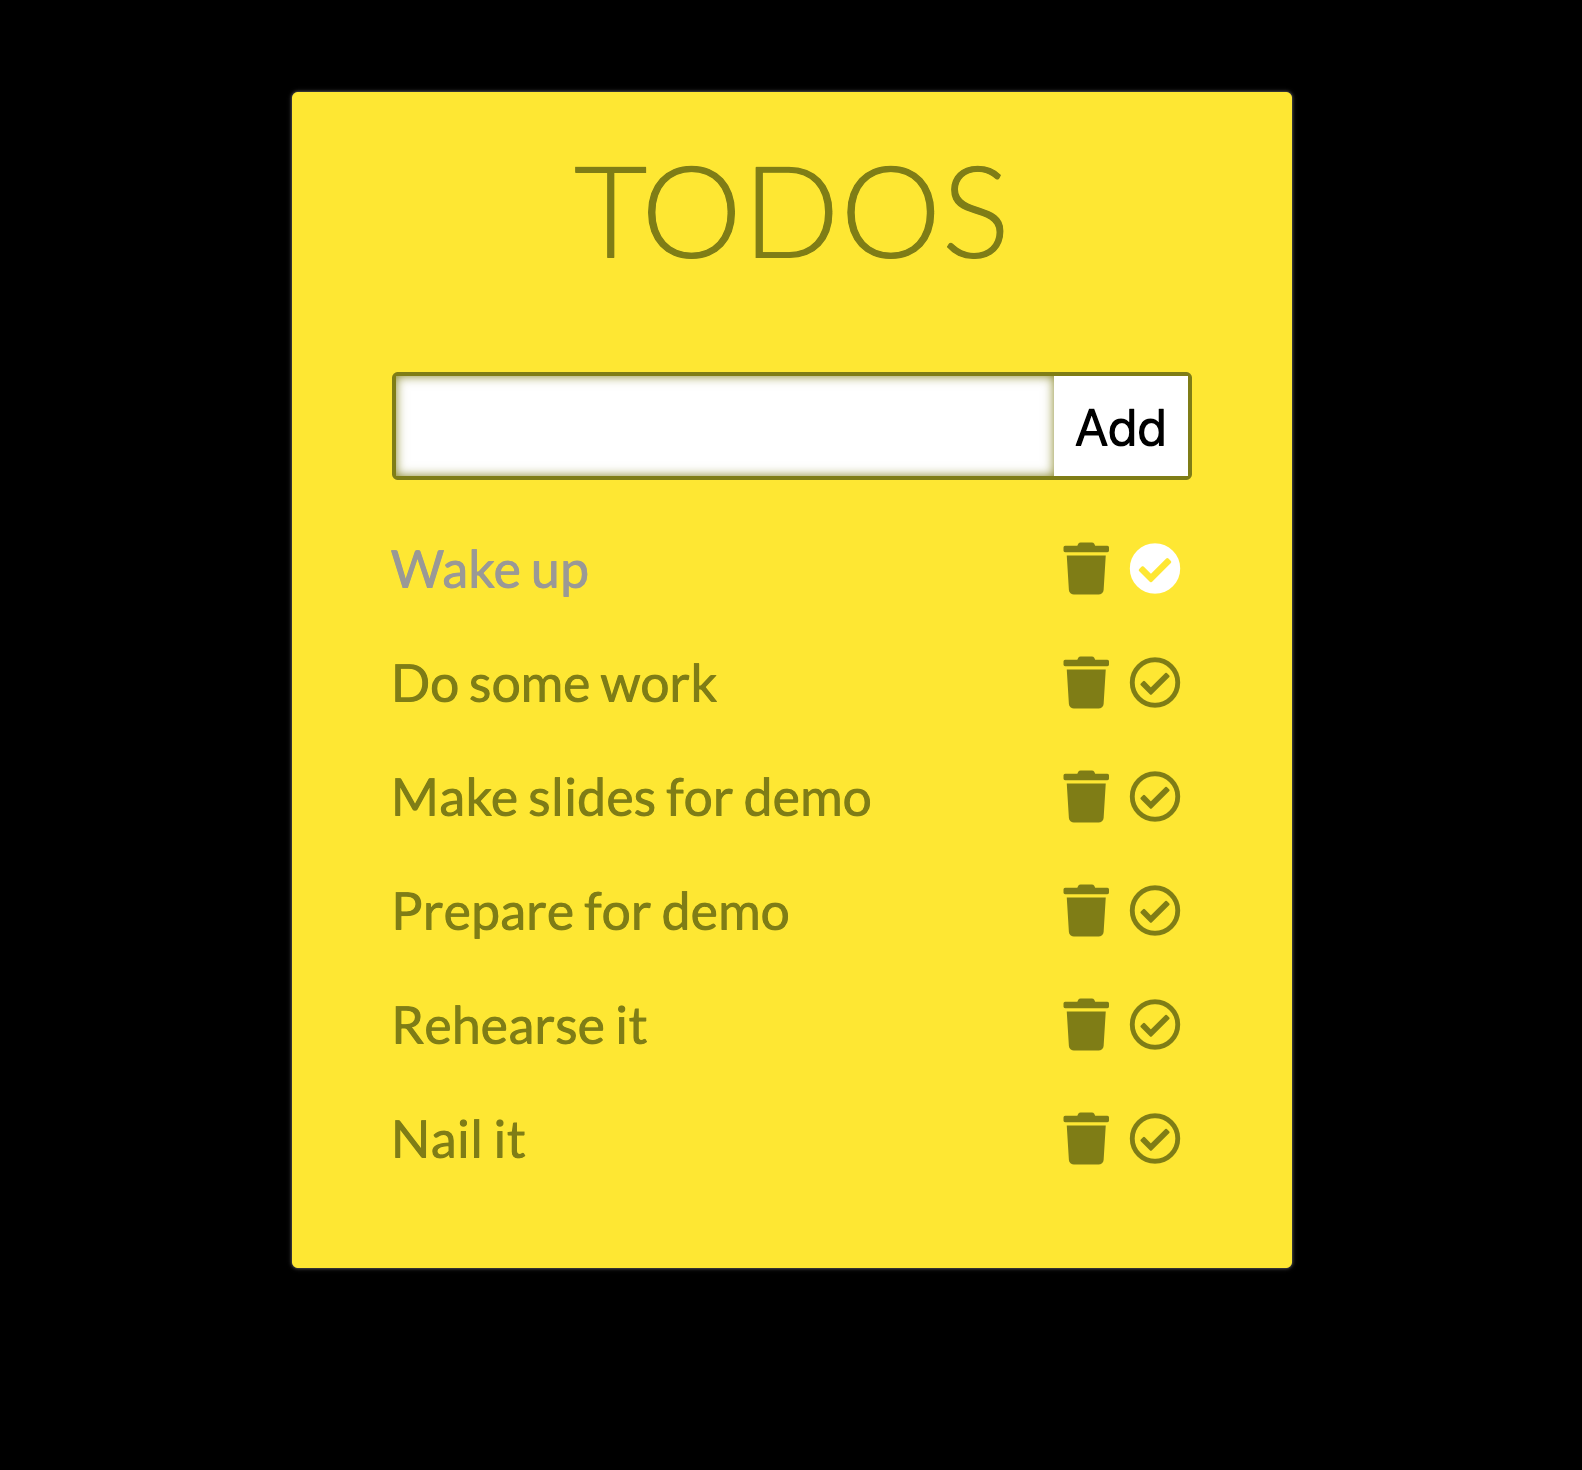 TODOS
Add
Wake up
Do some work
Make slides for demo
Prepare for demo
Rehearse it
Nail it